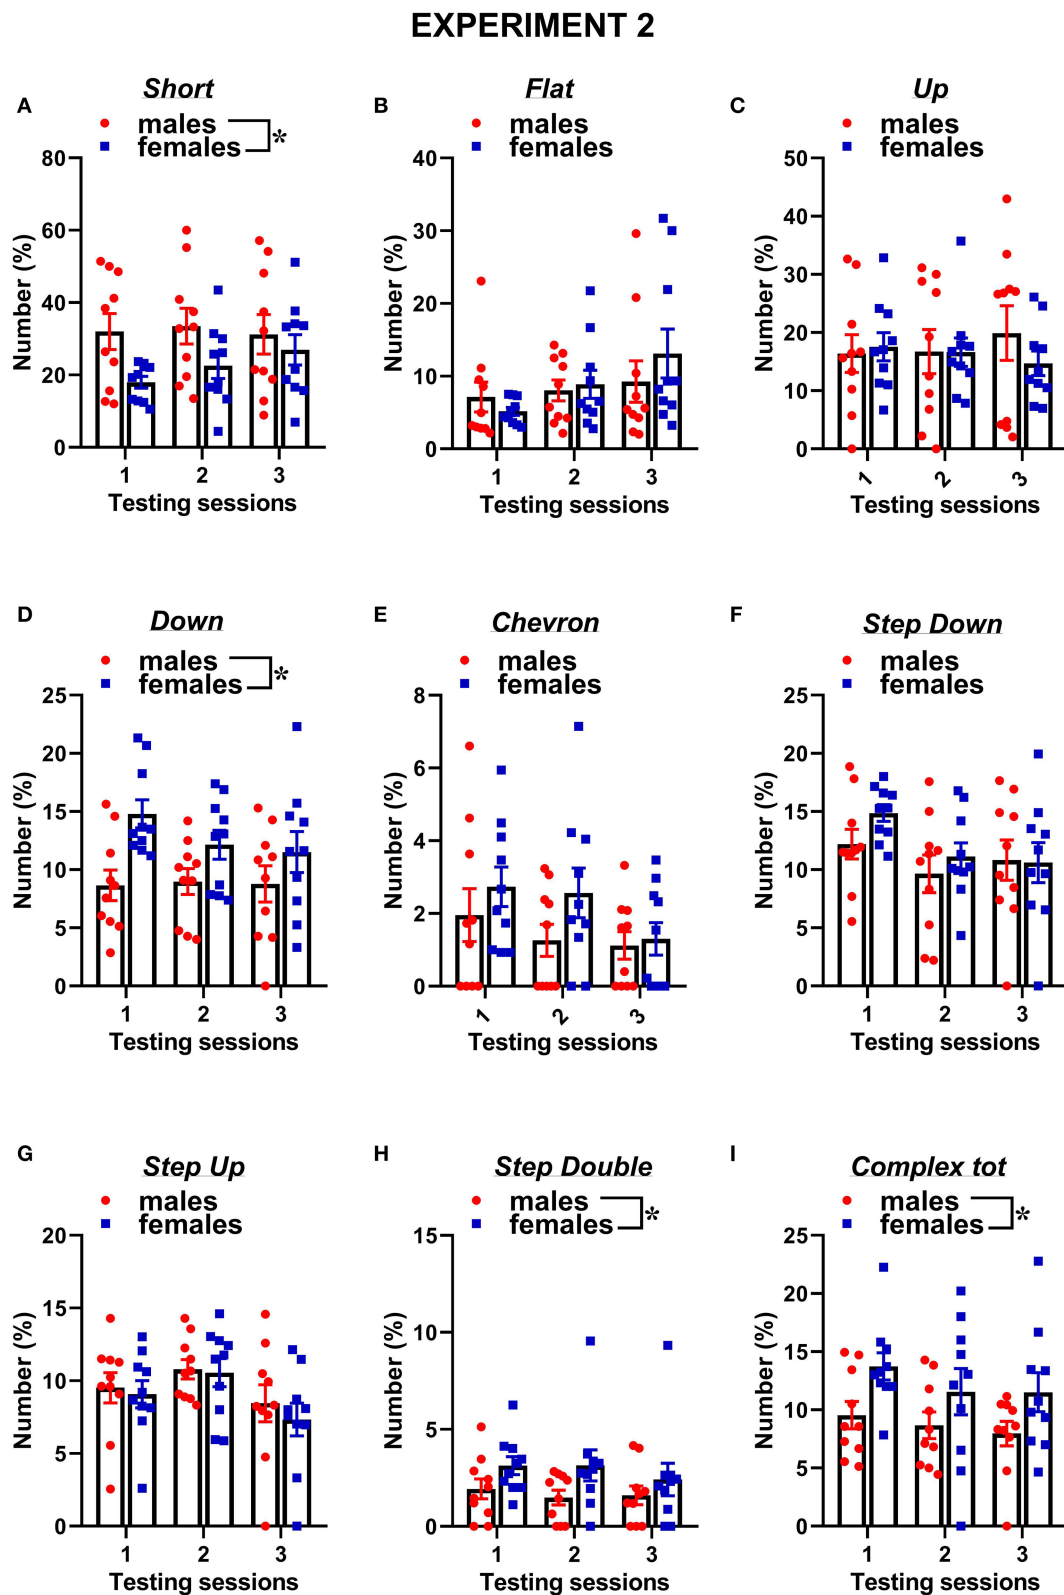 EXPERIMENT 2
A
Short
males
females
*
Number (%)
80
60
40
20
0
1 2 3
Testing sessions
B
Flat
males
females
Number (%)
40
30
20
10
0
1 2 3
Testing sessions
C
Up
males
females
Number (%)
50
40
30
20
10
0
1 2 3
Testing sessions
D
Down
males
females
*
Number (%)
25
20
15
10
5
0
1 2 3
Testing sessions
E
Chevron
males
females
Number (%)
8
6
4
2
0
1 2 3
Testing sessions
F
Step Down
males
females
Number (%)
25
20
15
10
5
0
1 2 3
Testing sessions
G
Step Up
males
females
Number (%)
20
15
10
5
0
1 2 3
Testing sessions
H
Step Double
males
females
*
Number (%)
15
10
5
0
1 2 3
Testing sessions
I
Complex tot
males
females
*
Number (%)
25
20
15
10
5
0
1 2 3
Testing sessions